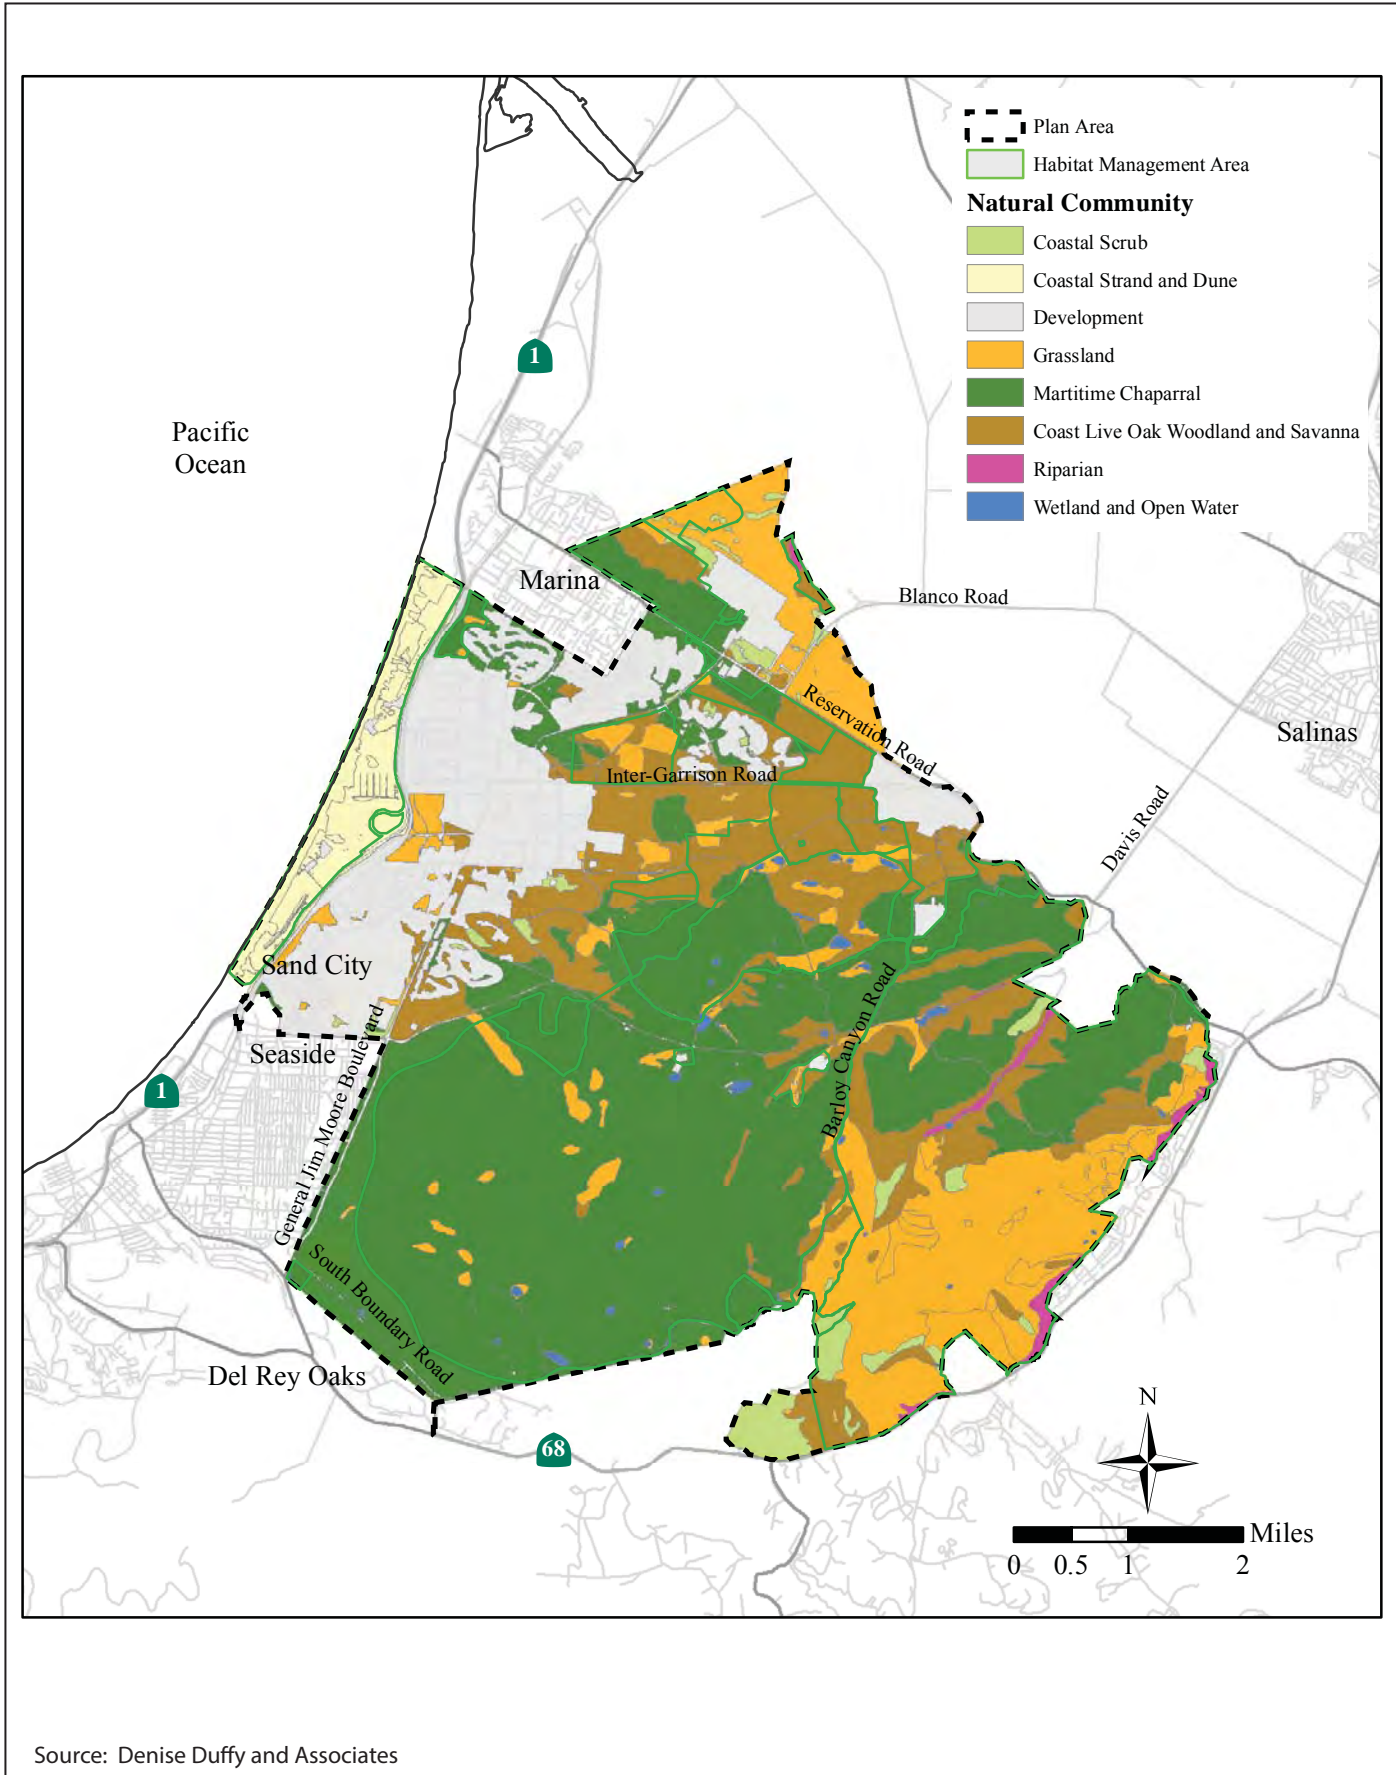 Plan Area
Habitat Management Area
Natural Community
Coastal Scrub
Coastal Strand and Dune
Development
Grassland
Martitime Chaparral
Coast Live Oak Woodland and Savanna
Riparian
Wetland and Open Water
1
Pacific
Ocean
Marina
Blanco Road
Salinas
Reservation Road
Inter-Garrison Road
Davis Road
Sand City
Seaside
1
General Jim Moore Boulevard
Barloy Canyon Road
South Boundary Road
Del Rey Oaks
68
N
Miles
0 0.5 1 2
Source: Denise Duffy and Associates